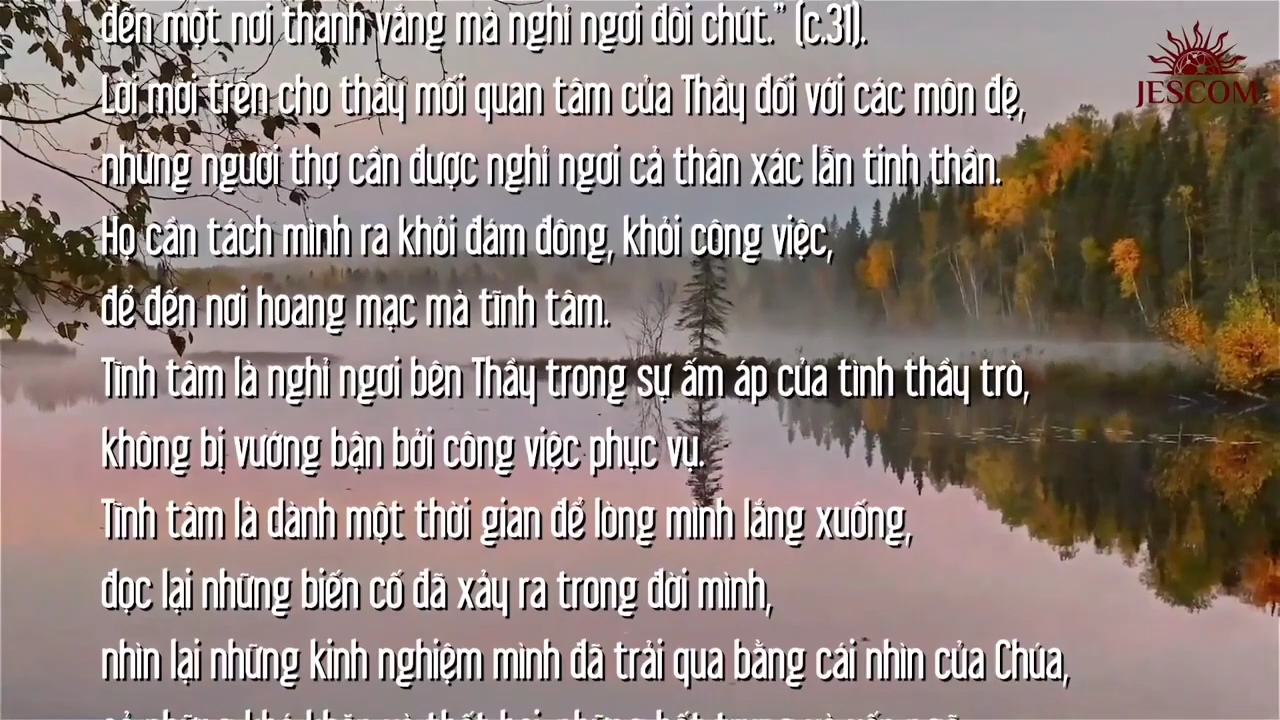 đến một nơi thanh vắng mà nghỉ ngơi đôi chút." (c.31).
JESCOM
Lời mời trên cho thấy mối quan tâm của Thầy đối với các môn đệ,
những người thợ cần được nghỉ ngơi cả thân xác lẫn tinh thần.
Họ cần tách mình ra khỏi đám đông, khỏi công việc,
để đến nơi hoang mạc mà tĩnh tâm.
Tĩnh tâm là nghỉ ngơi bên Thầy trong sự ấm áp của tình thầy trò,
không bị vướng bận bởi công việc phục vụ.
Tĩnh tâm là dành một thời gian để lòng mình lắng xuống,
đọc lại những biến cố đã xảy ra trong đời mình,
nhìn lại những kinh nghiệm mình đã trải qua bằng cái nhìn của Chúa,